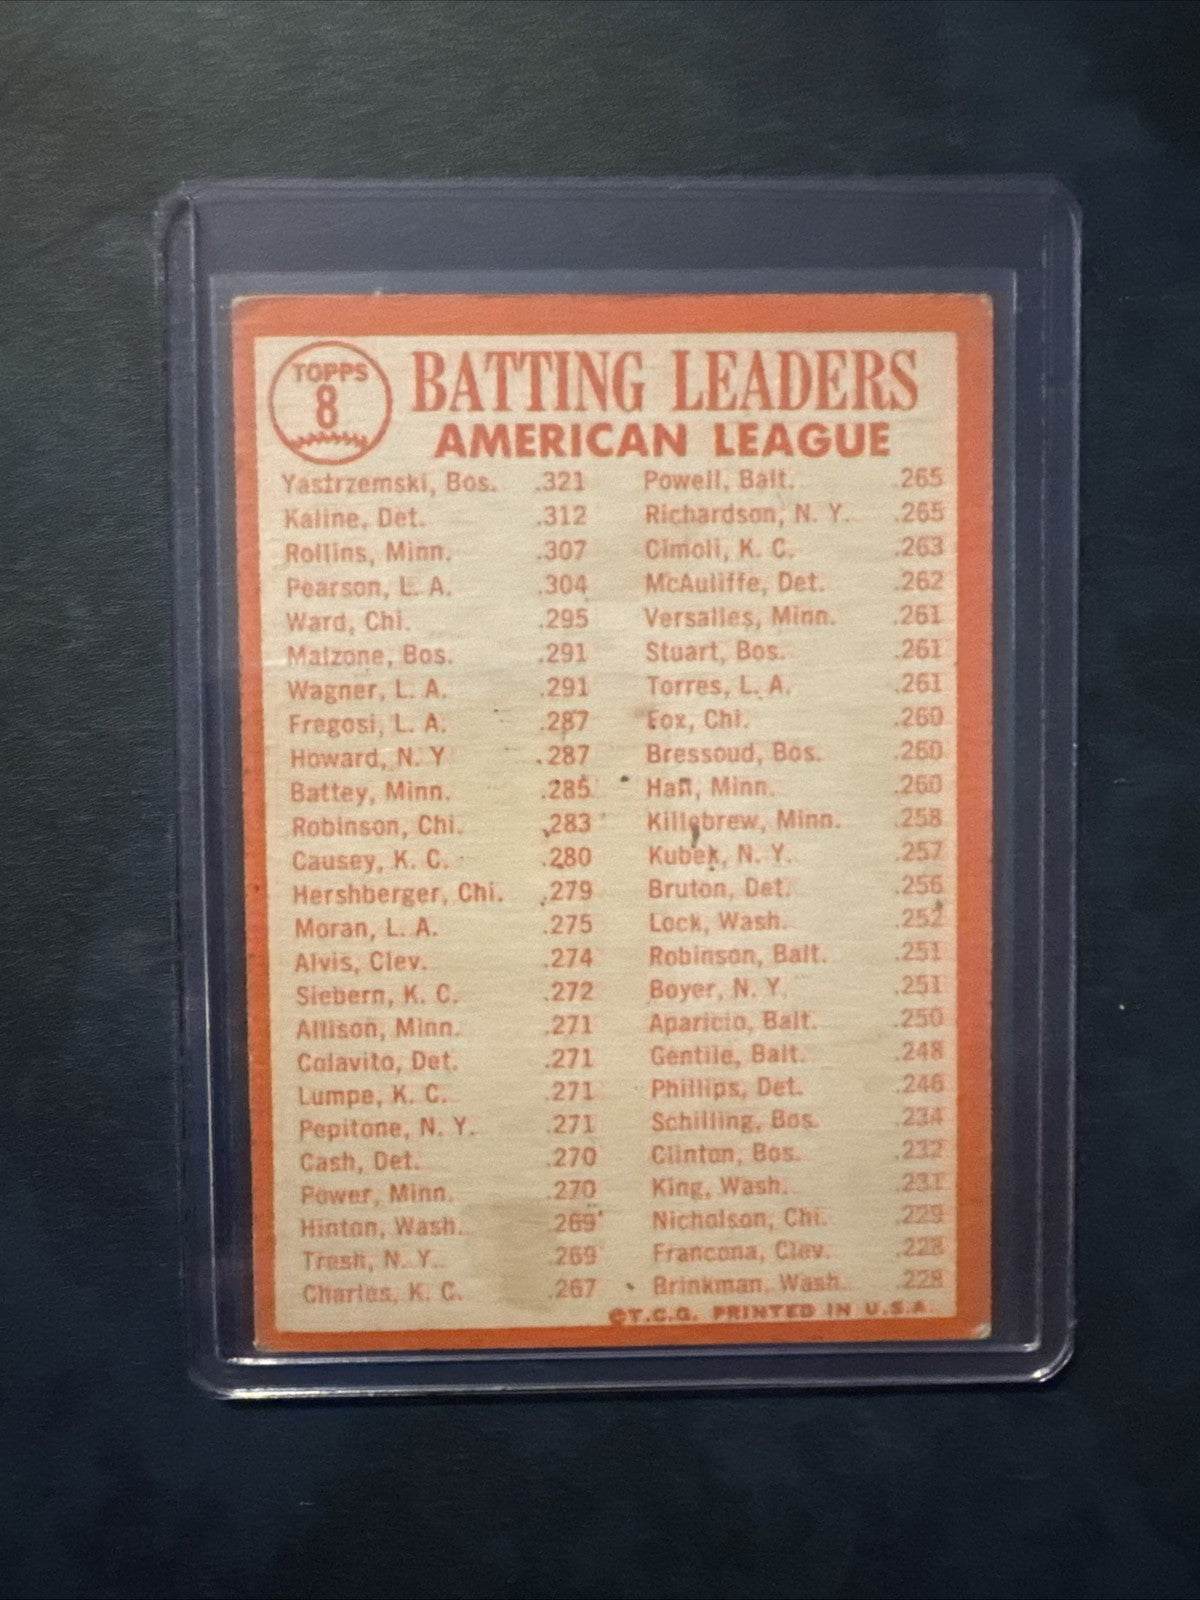 TOPPS
8
BATTING LEADERS
AMERICAN LEAGUE
Yastrzemski, Bos. .321
Kaline, Det. .312
Rollins, Minn. .307
Pearson, L. A. .304
Ward, Chi. .295
Malzone, Bos. .291
Wagner, L. A. .291
Fregosi, L. A. .287
Howard, N. Y .287
Battey, Minn. .285
Robinson, Chi. .283
Causey, K. C. .280
Hershberger, Chi. .279
Moran, L. A. .275
Alvis, Clev. .274
Siebern, K. C. .272
Allison, Minn. .271
Colavito, Det. .271
Lumpe, K. C. .271
Pepitone, N. Y. .271
Cash, Det. .270
Power, Minn. .270
Hinton, Wash. .269
Tresh, N. Y. .269
Charles, K. C. .267
Powell, Balt. .265
Richardson, N. Y. .265
Cimoli, K. C. .263
McAuliffe, Det. .262
Versalles, Minn. .261
Stuart, Bos. .261
Torres, L. A. .261
Fox, Chi. .260
Bressoud, Bos. .260
Hall, Minn. .260
Killebrew, Minn. .258
Kubek, N. Y. .257
Bruton, Det. .256
Lock, Wash. .252
Robinson, Balt. .251
Boyer, N. Y. .251
Aparicio, Balt. .250
Gentile, Balt. .248
Phillips, Det. .246
Schilling, Bos. .234
Clinton, Bos. .232
King, Wash. .231
Nicholson, Chi. .229
Francona, Clev. .228
Brinkman, Wash. .228
©T.C.G. PRINTED IN U.S.A.